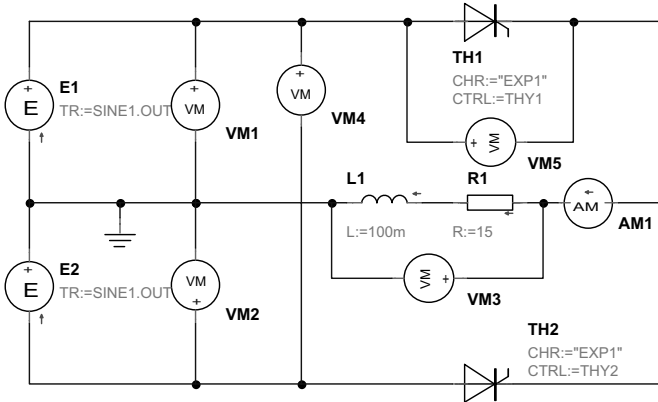 TH1
CHR:="EXP1"
CTRL:=THY1
E1
E
TR:=SINE1.OUT
+
VM
VM1
+
VM
VM4
+
VM
VM5
L1
L:=100m
R1
R:=15
AM
AM1
E2
+
E
TR:=SINE1.OUT
VM
+
VM2
VM
+
VM3
TH2
CHR:="EXP1"
CTRL:=THY2